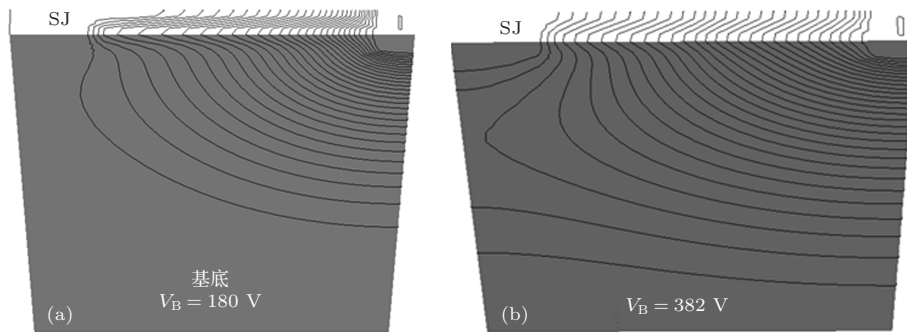 SJ
基底
V_B = 180 V
(a)
SJ
V_B = 382 V
(b)